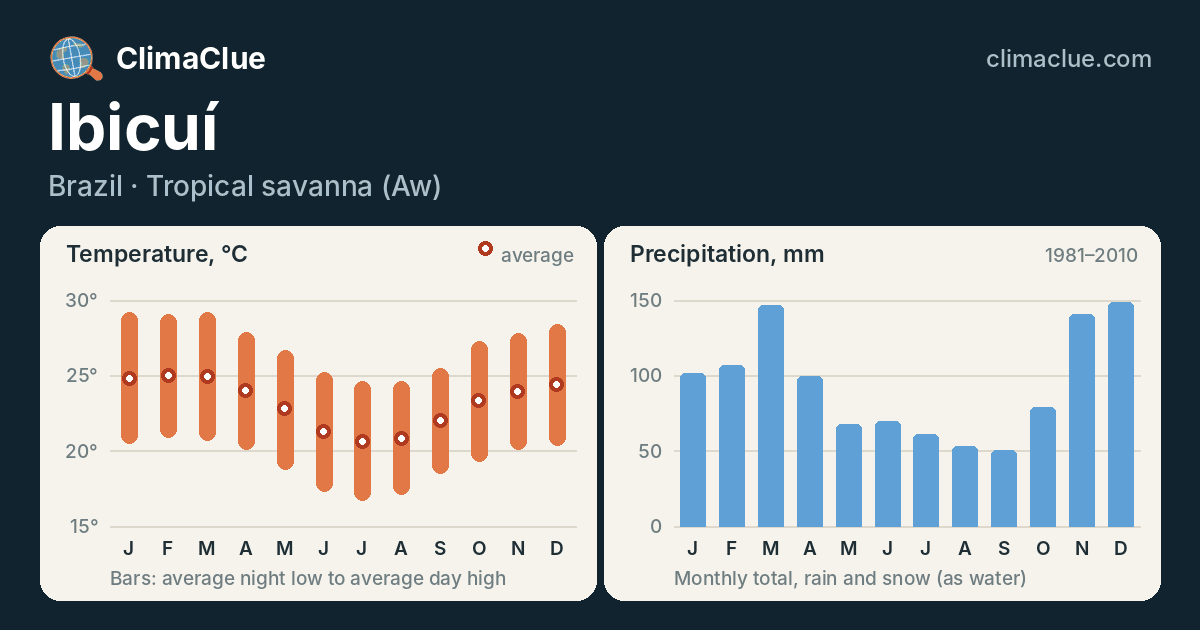 ClimaClue
climaclue.com
Ibicuí
Brazil · Tropical savanna (Aw)
Temperature, °C
average
30°
25°
20°
15°
J F M A M J J A S O N D
Bars: average night low to average day high
Precipitation, mm
1981–2010
150
100
50
0
J F M A M J J A S O N D
Monthly total, rain and snow (as water)